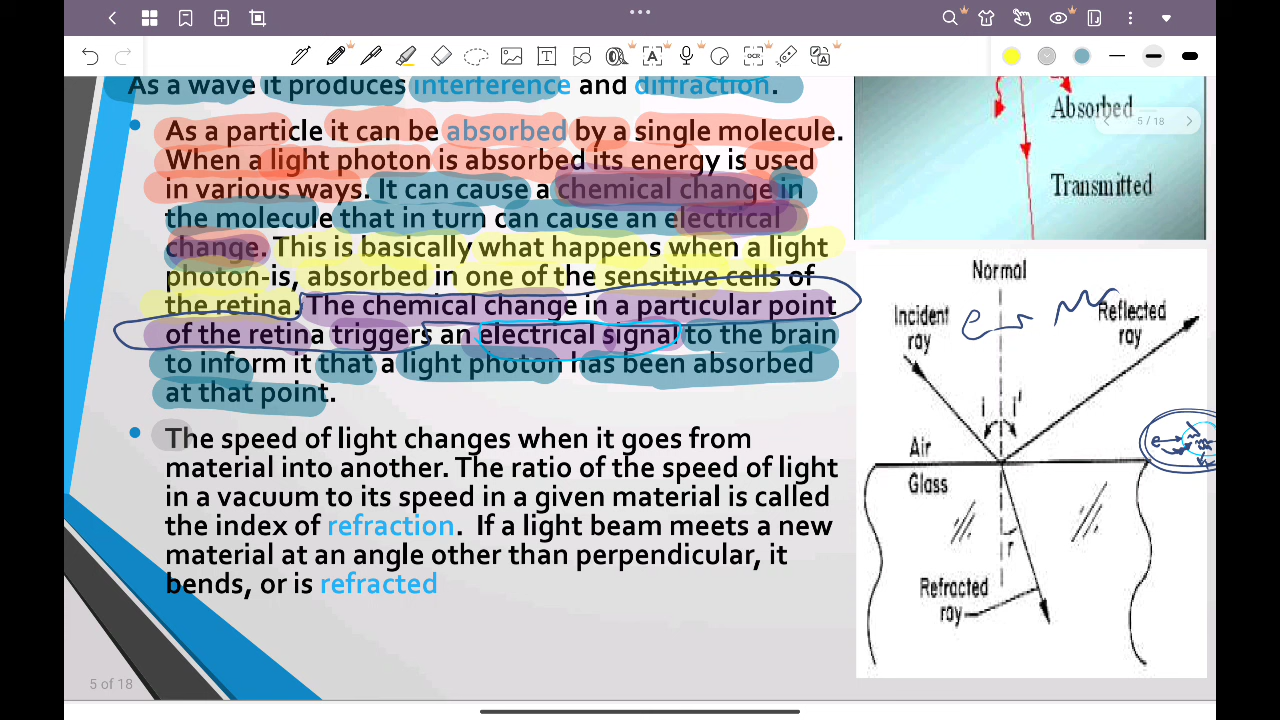 As a wave it produces interference and diffraction.
• As a particle it can be absorbed by a single molecule.
When a light photon is absorbed its energy is used
in various ways. It can cause a chemical change in
the molecule that in turn can cause an electrical
change. This is basically what happens when a light
photon-is, absorbed in one of the sensitive cells of
the retina. The chemical change in a particular point
of the retina triggers an electrical signal to the brain
to inform it that a light photon has been absorbed
at that point.
• The speed of light changes when it goes from
material into another. The ratio of the speed of light
in a vacuum to its speed in a given material is called
the index of refraction. If a light beam meets a new
material at an angle other than perpendicular, it
bends, or is refracted
5 of 18
Absorbed
5 / 18
Transmitted
Normal
Incident
ray
Reflected
ray
i i'
Air
Glass
r
Refracted
ray
e
OCR
T
A